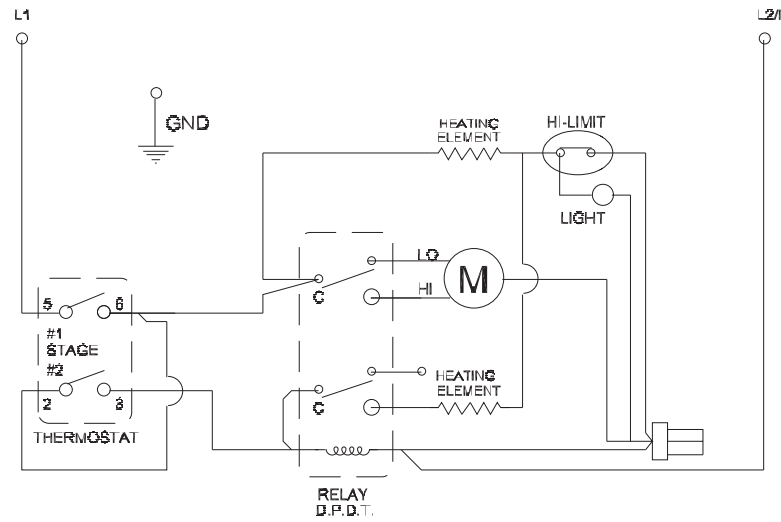 L1
L2/
GND
HEATING
ELEMENT
HI-LIMIT
LIGHT
LO
M
HI
C
5
6
#1
STAGE
#2
2
3
THERMOSTAT
C
HEATING
ELEMENT
RELAY
D.P.D.T.